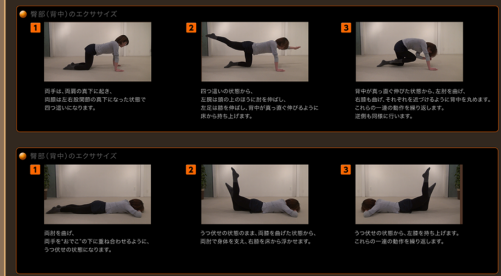 臀部(背中)のエクササイズ
1
両手は、両肩の真下に起き、
両膝は左右股関節の真下になった状態で
四つ這いになります。
2
四つ這いの状態から、
左腕は頭の上のほうに肘を伸ばし、
左足は膝を伸ばし、背中が真っ直ぐ伸びるように
床から持ち上げます。
3
背中が真っ直ぐ伸びた状態から、左肘を曲げ、
右膝も曲げ、それぞれを近づけるように背中を丸めます。
これらの一連の動作を繰り返します。
逆側も同様に行います。
臀部(背中)のエクササイズ
1
両肘を曲げ、
両手を"おでこ"の下に重ね合わせるように、
うつ伏せの状態になります。
2
うつ伏せの状態のまま、両膝を曲げた状態から、
両肘で身体を支え、右膝を床から浮かせます。
3
うつ伏せの状態から、左膝を持ち上げます。
これらの一連の動作を繰り返します。